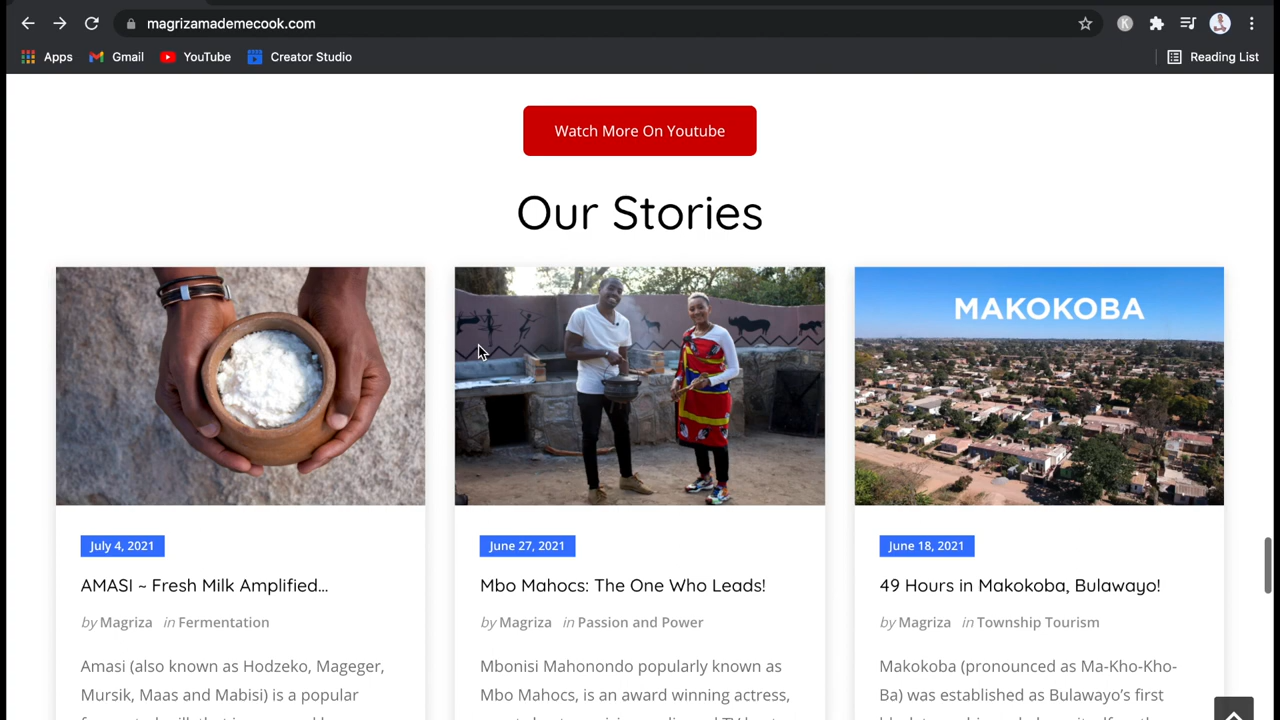 magrizamademecook.com
Apps Gmail YouTube Creator Studio Reading List
Watch More On Youtube
Our Stories
MAKOKOBA
July 4, 2021
AMASI ~ Fresh Milk Amplified...
by Magriza in Fermentation
Amasi (also known as Hodzeko, Mageger,
Mursik, Maas and Mabisi) is a popular
June 27, 2021
Mbo Mahocs: The One Who Leads!
by Magriza in Passion and Power
Mbonisi Mahonondo popularly known as
Mbo Mahocs, is an award winning actress,
June 18, 2021
49 Hours in Makokoba, Bulawayo!
by Magriza in Township Tourism
Makokoba (pronounced as Ma-Kho-Kho-
Ba) was established as Bulawayo's first